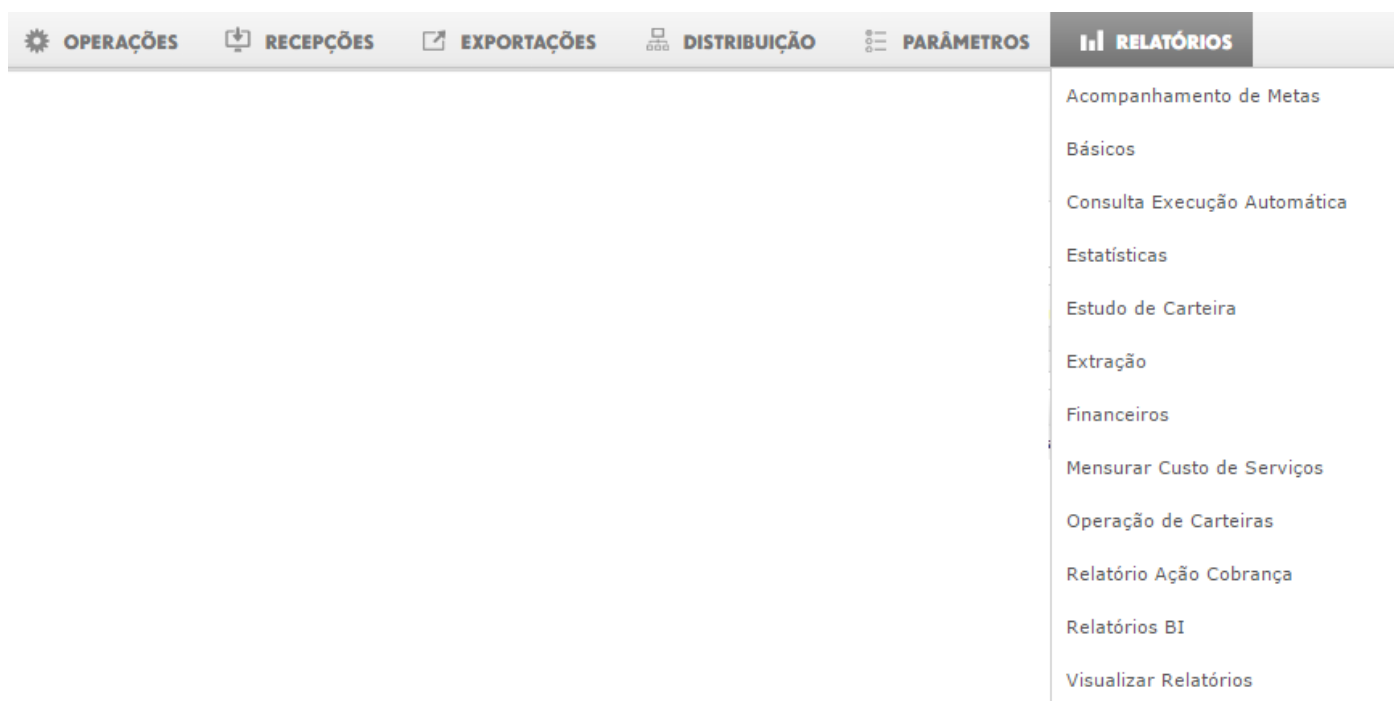 OPERAÇÕES RECEPÇÕES EXPORTAÇÕES DISTRIBUIÇÃO PARÂMETROS RELATÓRIOS
Acompanhamento de Metas
Básicos
Consulta Execução Automática
Estatísticas
Estudo de Carteira
Extração
Financeiros
Mensurar Custo de Serviços
Operação de Carteiras
Relatório Ação Cobrança
Relatórios BI
Visualizar Relatórios